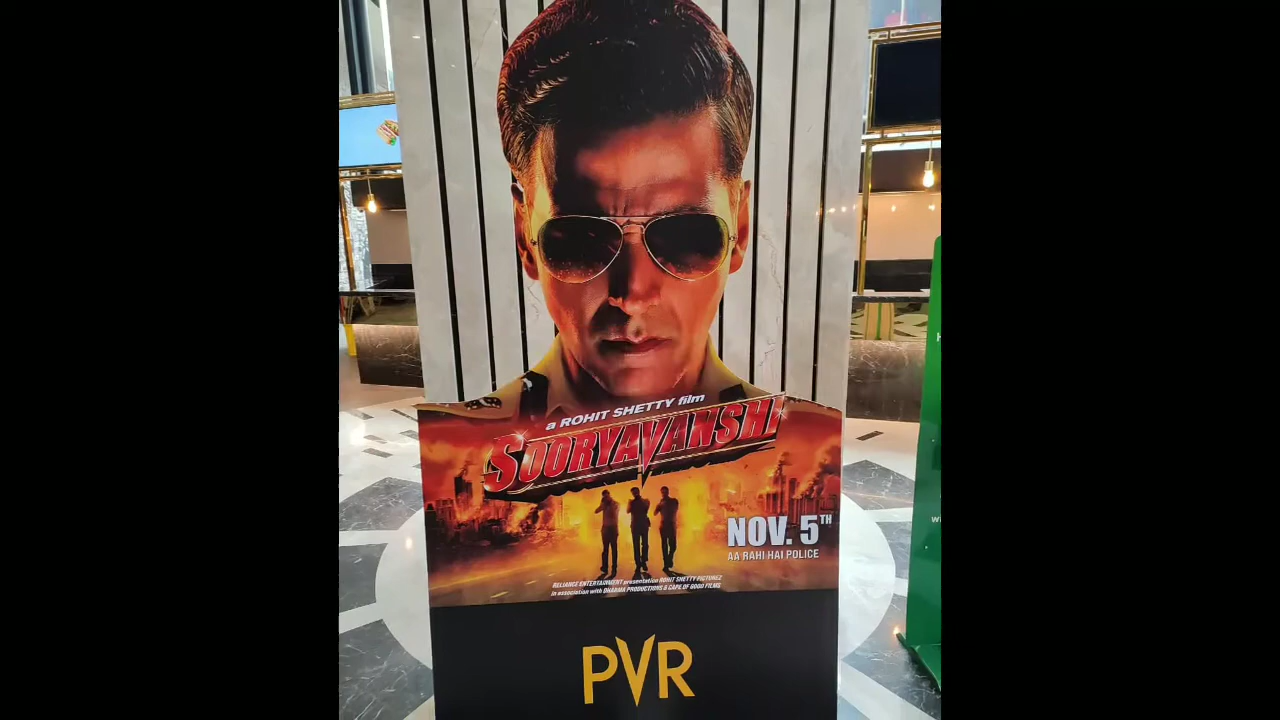 a ROHIT SHETTY film
SOORYAVANSHI
NOV. 5TH
AA RAHI HAI POLICE
RELIANCE ENTERTAINMENT presentation ROHIT SHETTY PICTUREZ
in association with DHARMA PRODUCTIONS & CAPE OF GOOD FILMS
PVR